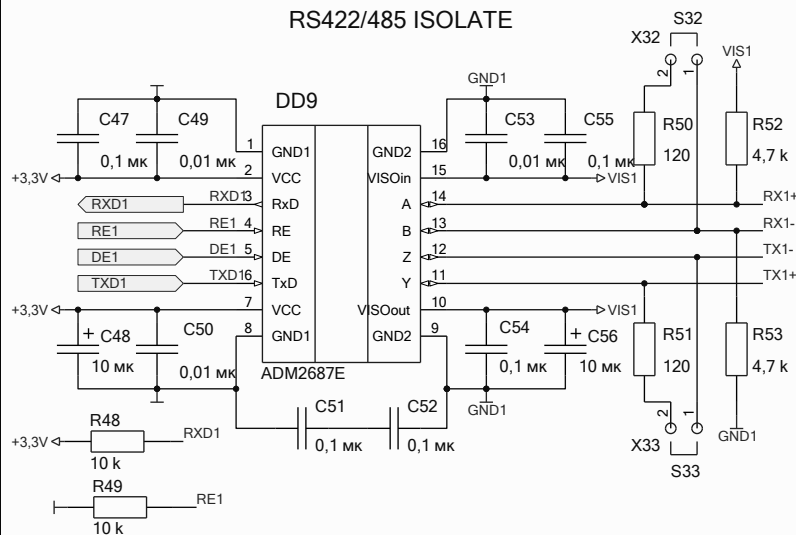 RS422/485 ISOLATE
S32
X32
VIS1
2
1
GND1
DD9
C47
C49
C53
C55
R50
R52
0,1 мк
0,01 мк
0,01 мк
0,1 мк
120
4,7 k
1
GND1
GND2
16
+3,3V
2
VCC
VISOin
15
VIS1
RXD1
RXD1
3
RxD
A
14
RX1+
RE1
RE1
4
RE
B
13
RX1-
DE1
DE1
5
DE
Z
12
TX1-
TXD1
TXD1
6
TxD
Y
11
TX1+
+3,3V
7
VCC
VISOout
10
VIS1
8
GND1
GND2
9
+
C48
C50
C54
+
C56
R51
R53
10 мк
0,01 мк
0,1 мк
10 мк
120
4,7 k
ADM2687E
C51
C52
GND1
2
1
0,1 мк
0,1 мк
X33
GND1
S33
R48
+3,3V
RXD1
10 k
R49
RE1
10 k